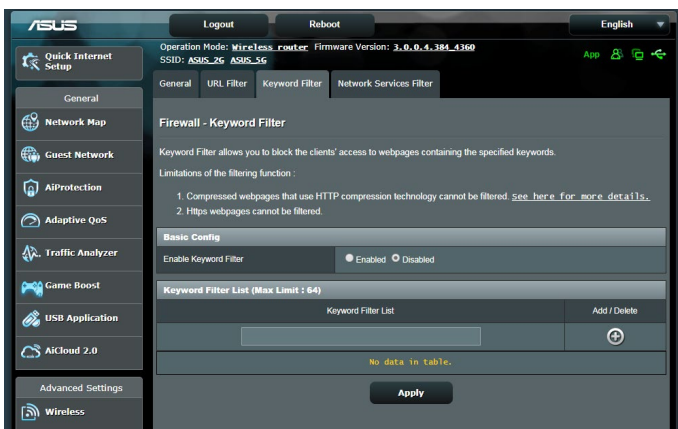 ASUS
Logout
Reboot
English
Quick Internet
Setup
Operation Mode: Wireless router Firmware Version: 3.0.0.4.384_4360
SSID: ASUS_2G ASUS_5G
App
General
URL Filter
Keyword Filter
Network Services Filter
General
Network Map
Guest Network
AiProtection
Adaptive QoS
Traffic Analyzer
Game Boost
USB Application
AiCloud 2.0
Advanced Settings
Wireless
Firewall - Keyword Filter
Keyword Filter allows you to block the clients' access to webpages containing the specified keywords.
Limitations of the filtering function :
1. Compressed webpages that use HTTP compression technology cannot be filtered. See here for more details.
2. Https webpages cannot be filtered.
Basic Config
Enable Keyword Filter
Enabled Disabled
Keyword Filter List (Max Limit : 64)
Keyword Filter List
Add / Delete
No data in table.
Apply